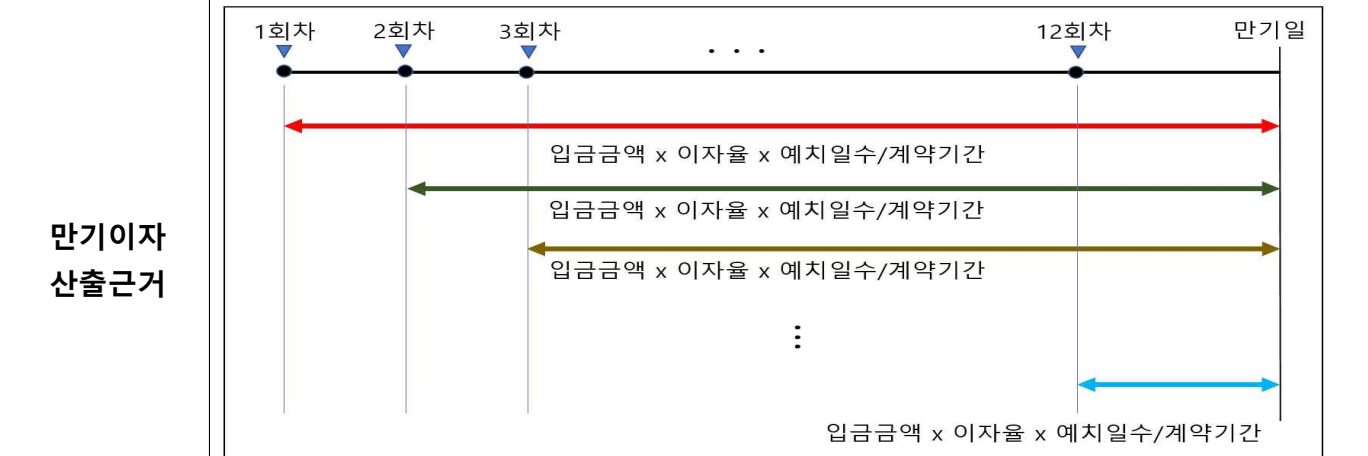 1회차 2회차 3회차 · · · 12회차 만기일
입금금액 x 이자율 x 예치일수/계약기간
입금금액 x 이자율 x 예치일수/계약기간
만기이자
산출근거
입금금액 x 이자율 x 예치일수/계약기간
입금금액 x 이자율 x 예치일수/계약기간